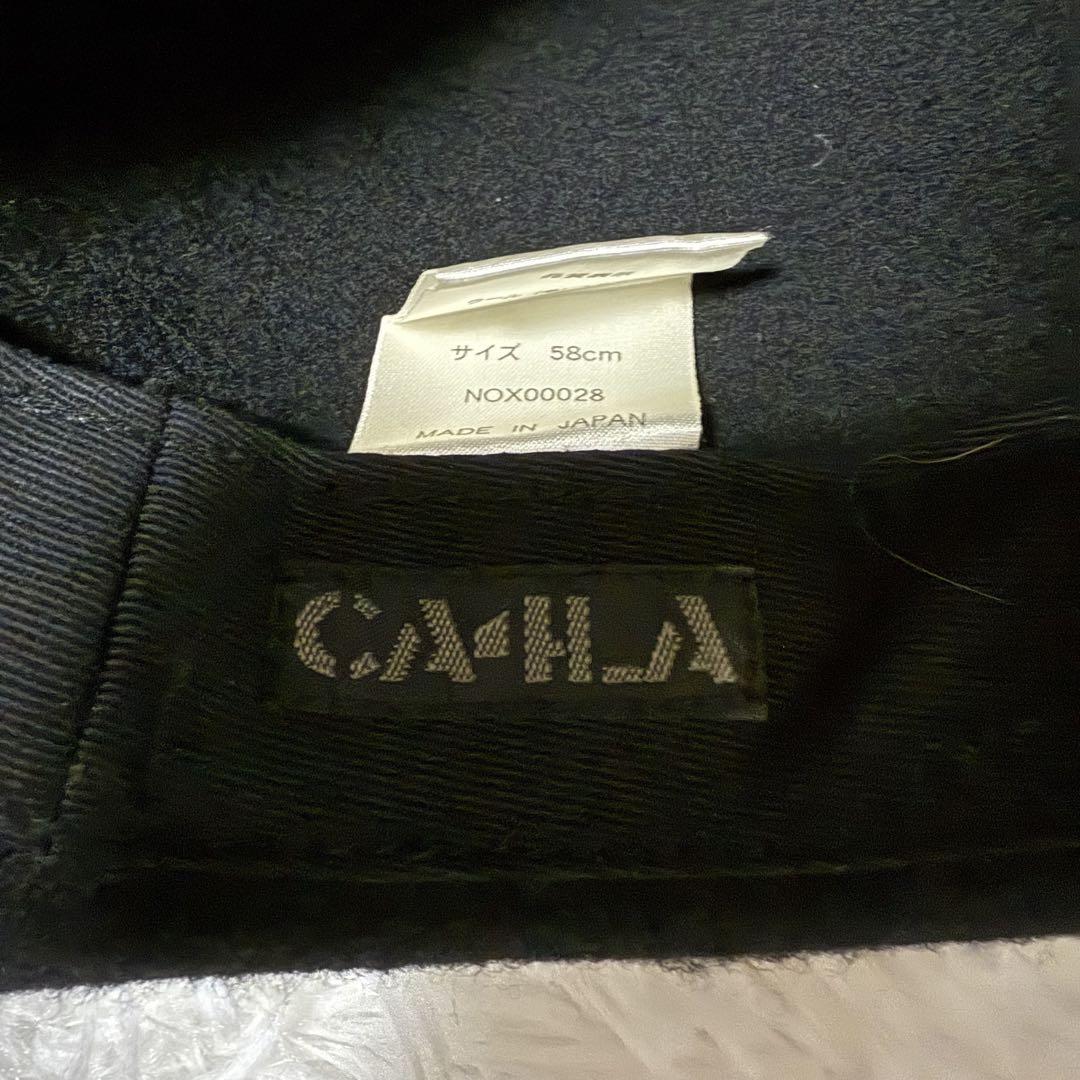 サイズ 58cm
NOX00028
MADE IN JAPAN
CA4LA